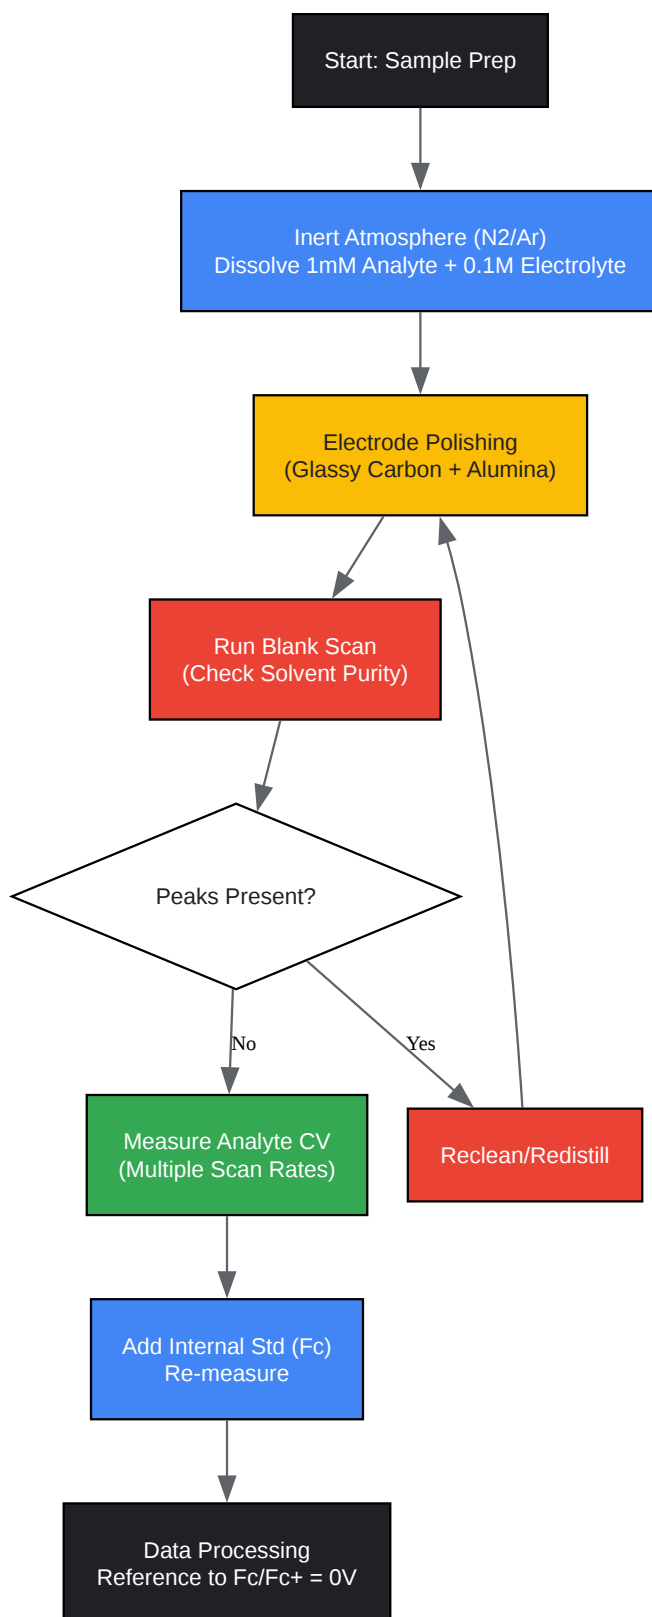 Start: Sample Prep
Inert Atmosphere (N2/Ar)
Dissolve 1mM Analyte + 0.1M Electrolyte
Electrode Polishing
(Glassy Carbon + Alumina)
Run Blank Scan
(Check Solvent Purity)
Peaks Present?
No
Yes
Measure Analyte CV
(Multiple Scan Rates)
Reclean/Redistill
Add Internal Std (Fc)
Re-measure
Data Processing
Reference to Fc/Fc+ = 0V